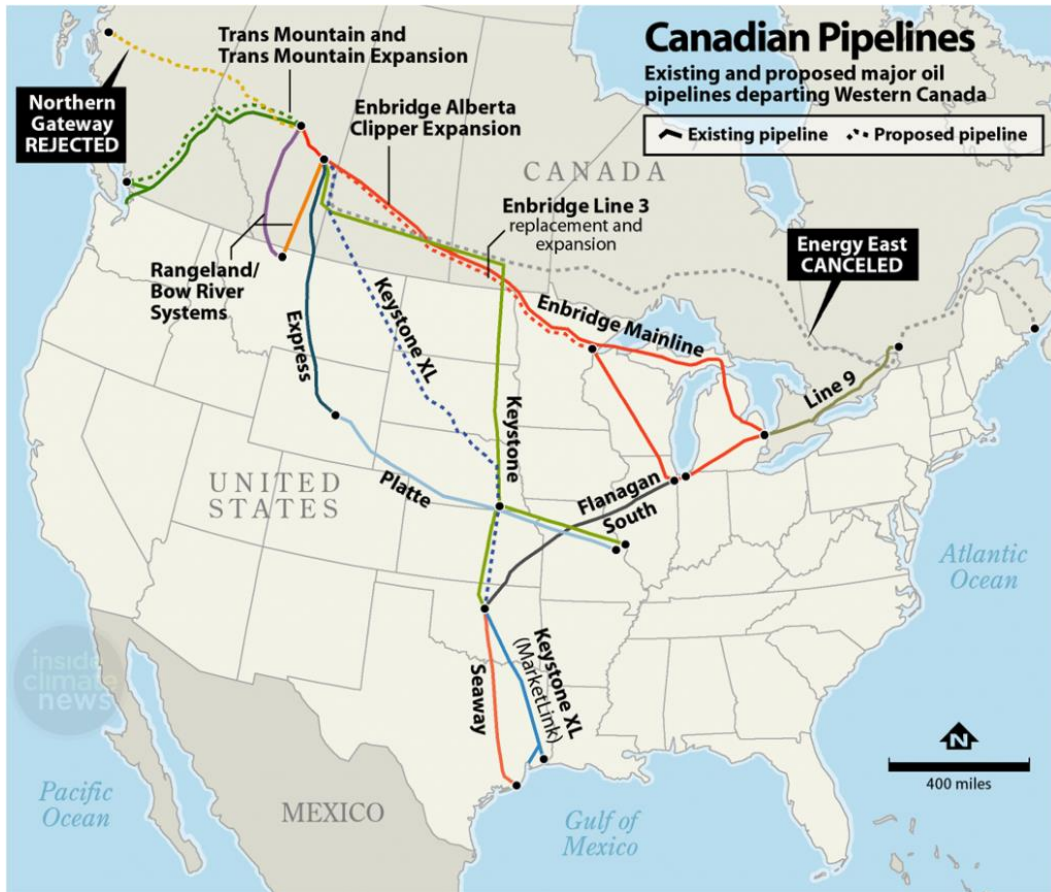 Canadian Pipelines
Existing and proposed major oil
pipelines departing Western Canada
Existing pipeline
Proposed pipeline
Trans Mountain and
Trans Mountain Expansion
Northern
Gateway
REJECTED
Enbridge Alberta
Clipper Expansion
CANADA
Enbridge Line 3
replacement and
expansion
Energy East
CANCELED
Rangeland/
Bow River
Systems
Express
Keystone XL
Keystone
Enbridge Mainline
Line 9
UNITED
STATES
Platte
Flanagan
South
Atlantic
Ocean
inside
climate
news
Seaway
Keystone XL
(MarketLink)
N
400 miles
Pacific
Ocean
MEXICO
Gulf of
Mexico